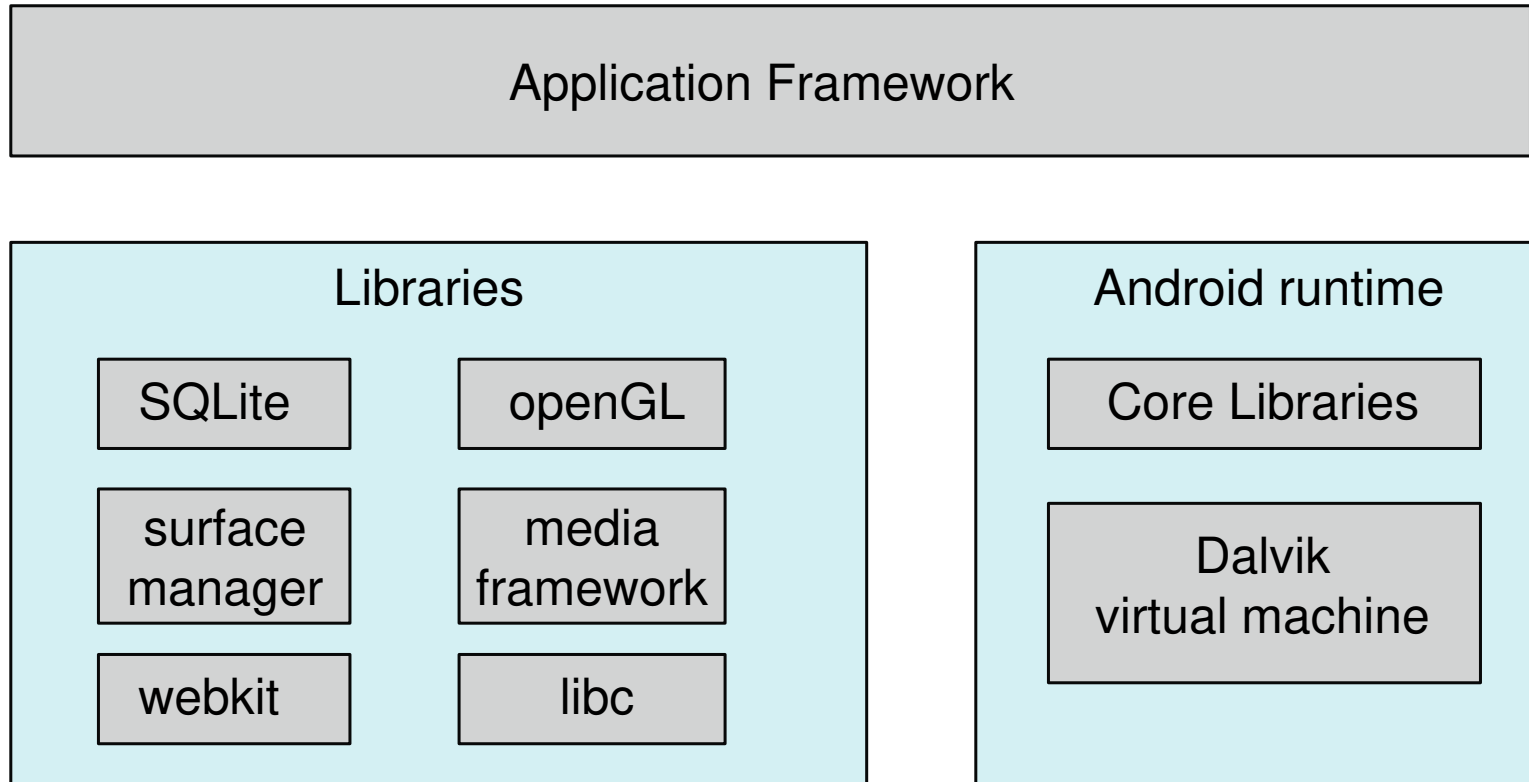 Application Framework
Libraries
SQLite
openGL
surface
manager
media
framework
webkit
libc
Android runtime
Core Libraries
Dalvik
virtual machine